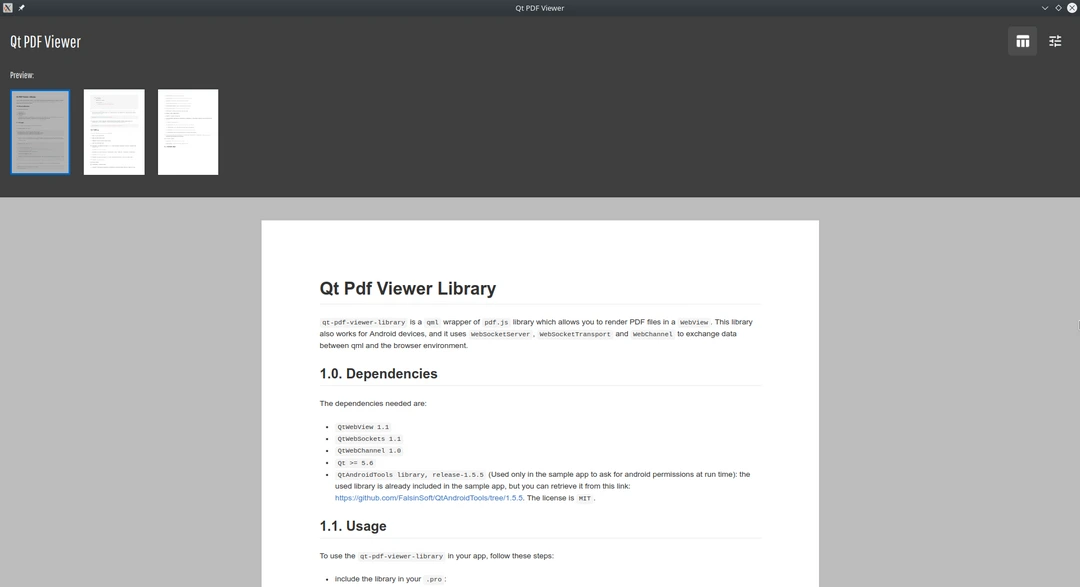 Qt PDF Viewer
Qt PDF Viewer
Preview:
Qt Pdf Viewer Library
qt-pdf-viewer-library is a qml wrapper of pdf.js library which allows you to render PDF files in a WebView. This library
also works for Android devices, and it uses WebSocketServer, WebSocketTransport and WebChannel to exchange data
between qml and the browser environment.
1.0. Dependencies
The dependencies needed are:
• QtWebView 1.1
• QtWebSockets 1.1
• QtWebChannel 1.0
• Qt >= 5.6
• QtAndroidTools library, release-1.5.5 (Used only in the sample app to ask for android permissions at run time): the
used library is already included in the sample app, but you can retrieve it from this link:
https://github.com/FalsinSoft/QtAndroidTools/tree/1.5.5. The license is MIT.
1.1. Usage
To use the qt-pdf-viewer-library in your app, follow these steps:
• include the library in your .pro: